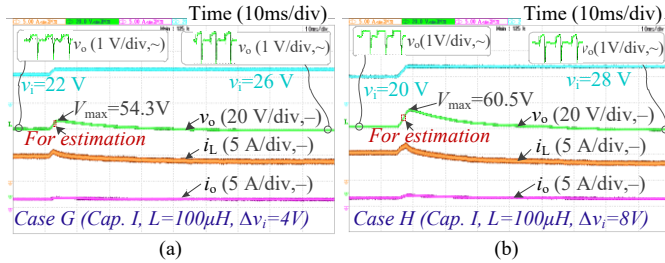 Time (10ms/div)
vo (1 V/div,~)
vo (1 V/div,~)
vi=22 V
vi=26 V
Vmax=54.3V
vo (20 V/div,–)
For estimation
iL (5 A/div,–)
io (5 A/div,–)
Case G (Cap. I, L=100μH, Δvi=4V)
(a)
Time (10ms/div)
vo(1V/div,~)
vo(1V/div,~)
vi=20 V
vi=28 V
Vmax=60.5V
vo (20 V/div,–)
For estimation
iL (5 A/div,–)
io (5 A/div,–)
Case H (Cap. I, L=100μH, Δvi=8V)
(b)